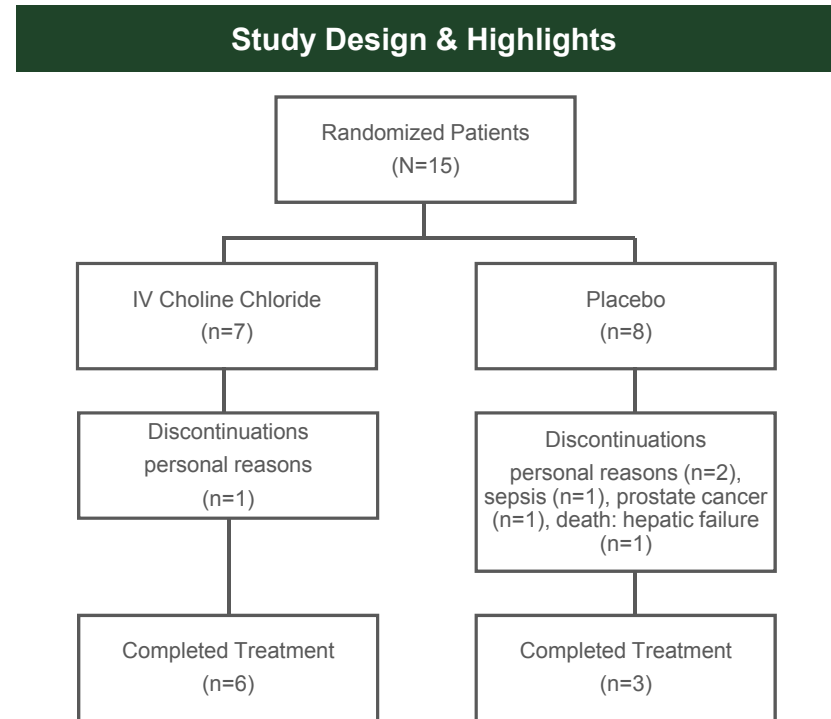 Study Design & Highlights
Randomized Patients
(N=15)
IV Choline Chloride
(n=7)
Placebo
(n=8)
Discontinuations
personal reasons
(n=1)
Discontinuations
personal reasons (n=2),
sepsis (n=1), prostate cancer
(n=1), death: hepatic failure
(n=1)
Completed Treatment
(n=6)
Completed Treatment
(n=3)